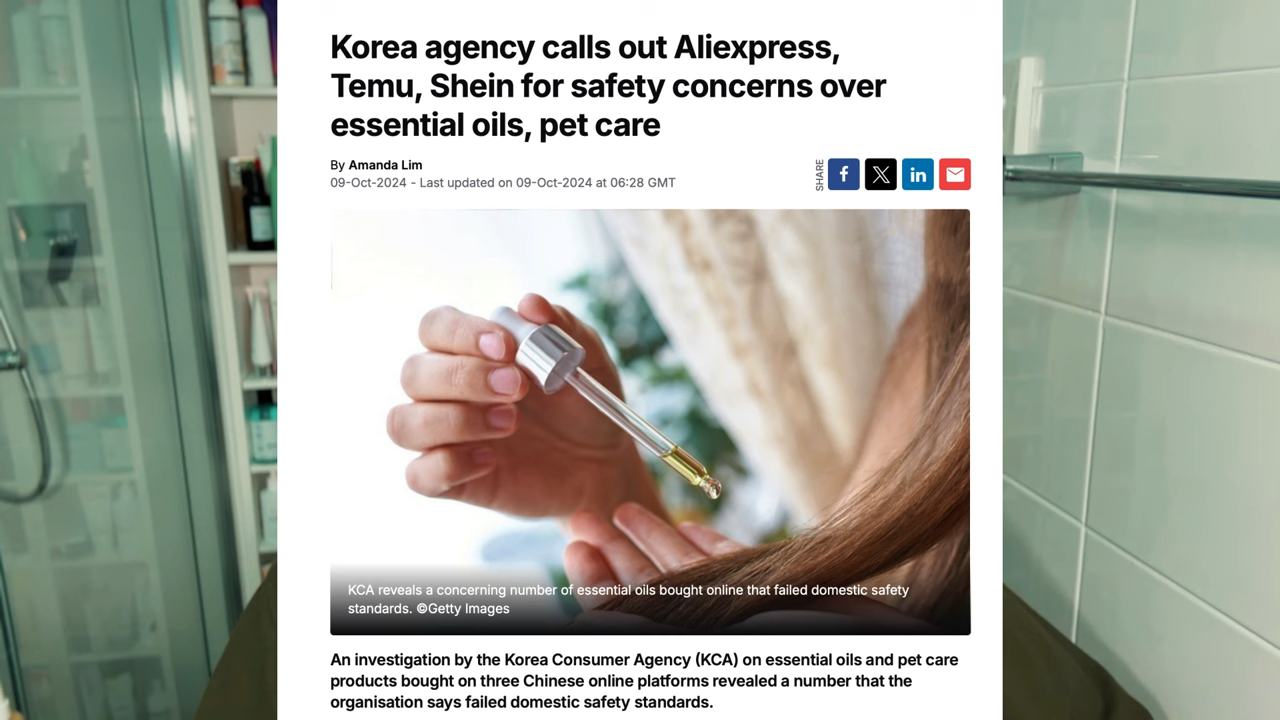 Korea agency calls out Aliexpress,
Temu, Shein for safety concerns over
essential oils, pet care
By Amanda Lim
09-Oct-2024 - Last updated on 09-Oct-2024 at 06:28 GMT
SHARE
KCA reveals a concerning number of essential oils bought online that failed domestic safety
standards. ©Getty Images
An investigation by the Korea Consumer Agency (KCA) on essential oils and pet care
products bought on three Chinese online platforms revealed a number that the
organisation says failed domestic safety standards.